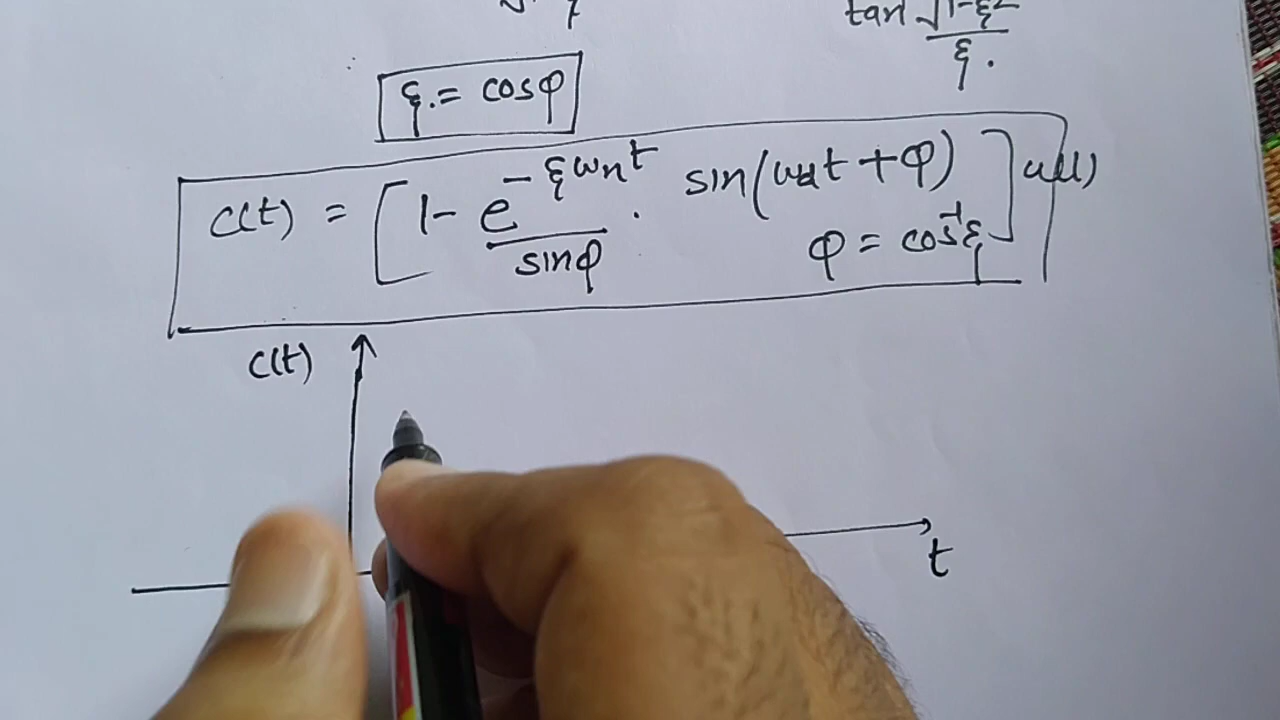 tan √1-ξ²
ξ.
ξ. = cosφ
c(t) = [1- e^-ξωnt / sinφ . sin(ωdt + φ)] u(t)
φ = cos⁻¹ξ
c(t)
t